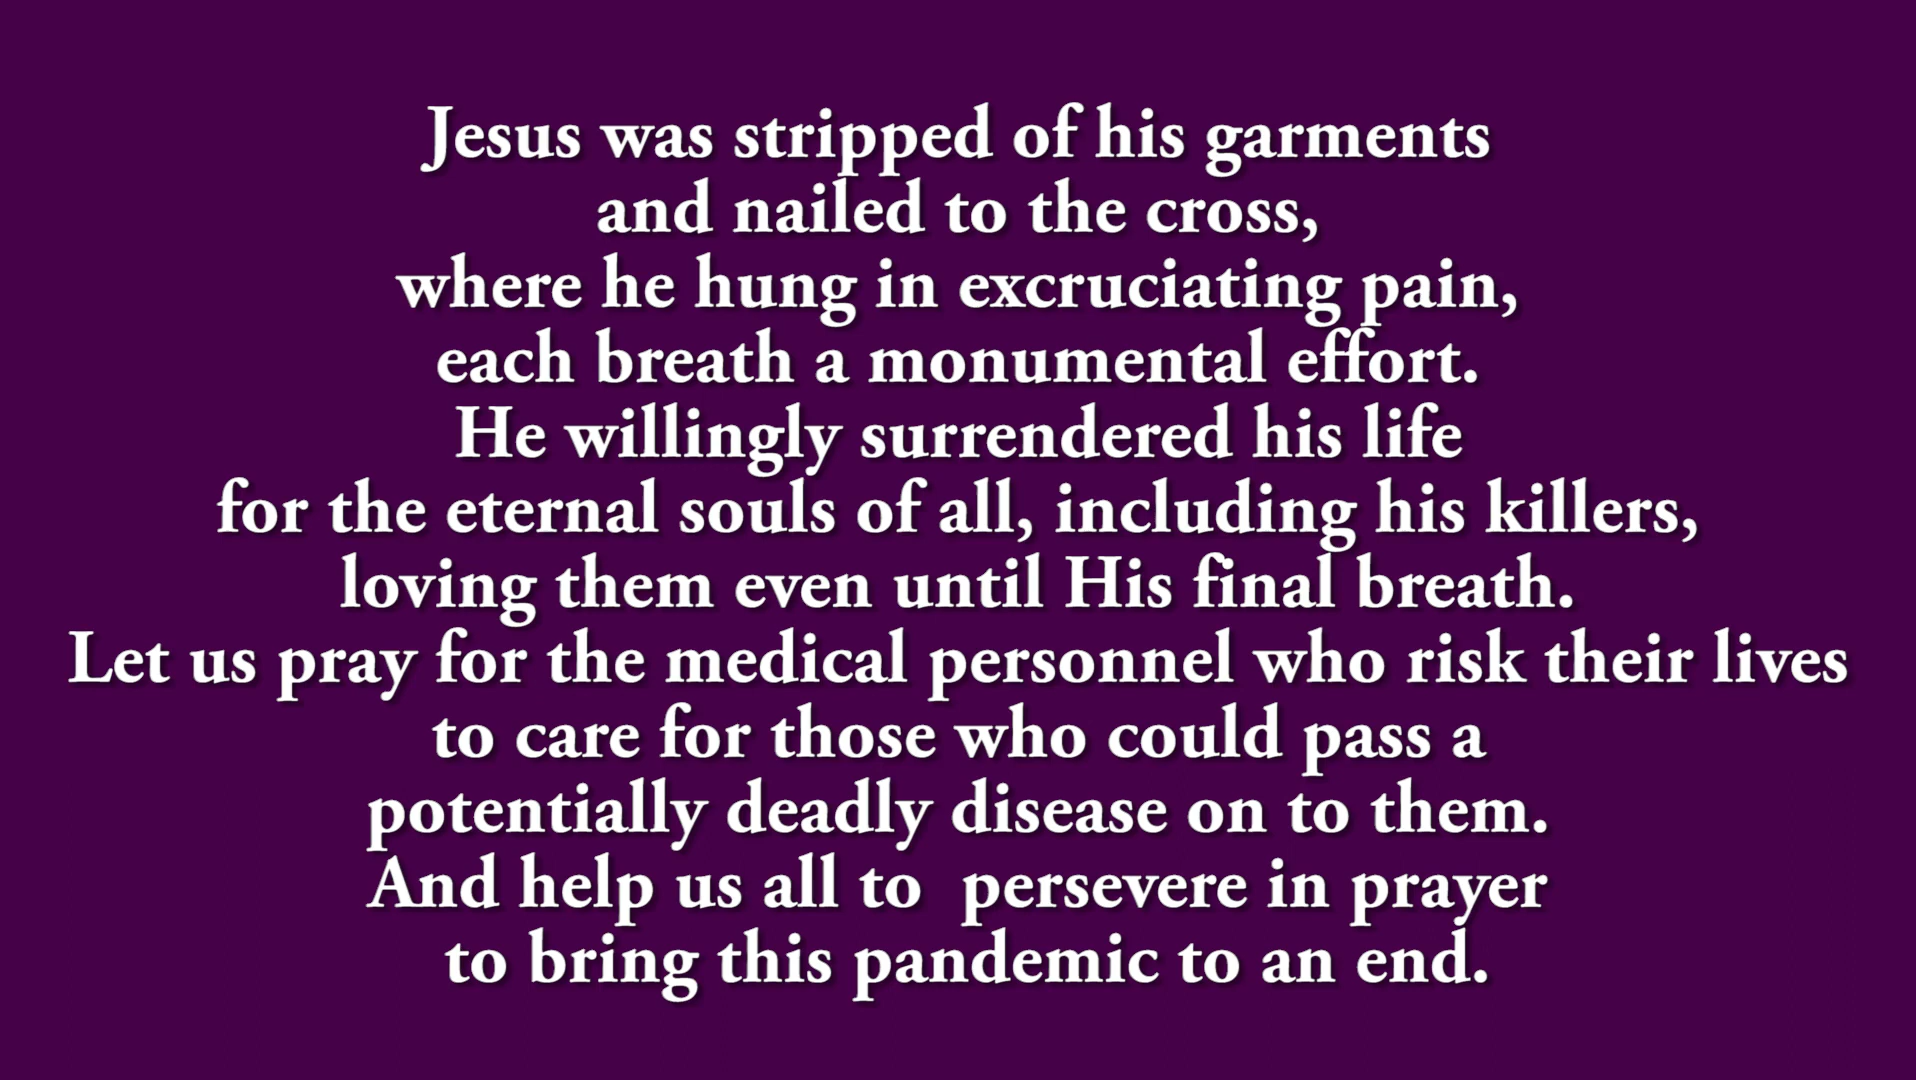 Jesus was stripped of his garments
and nailed to the cross,
where he hung in excruciating pain,
each breath a monumental effort.
He willingly surrendered his life
for the eternal souls of all, including his killers,
loving them even until His final breath.
Let us pray for the medical personnel who risk their lives
to care for those who could pass a
potentially deadly disease on to them.
And help us all to  persevere in prayer
to bring this pandemic to an end.